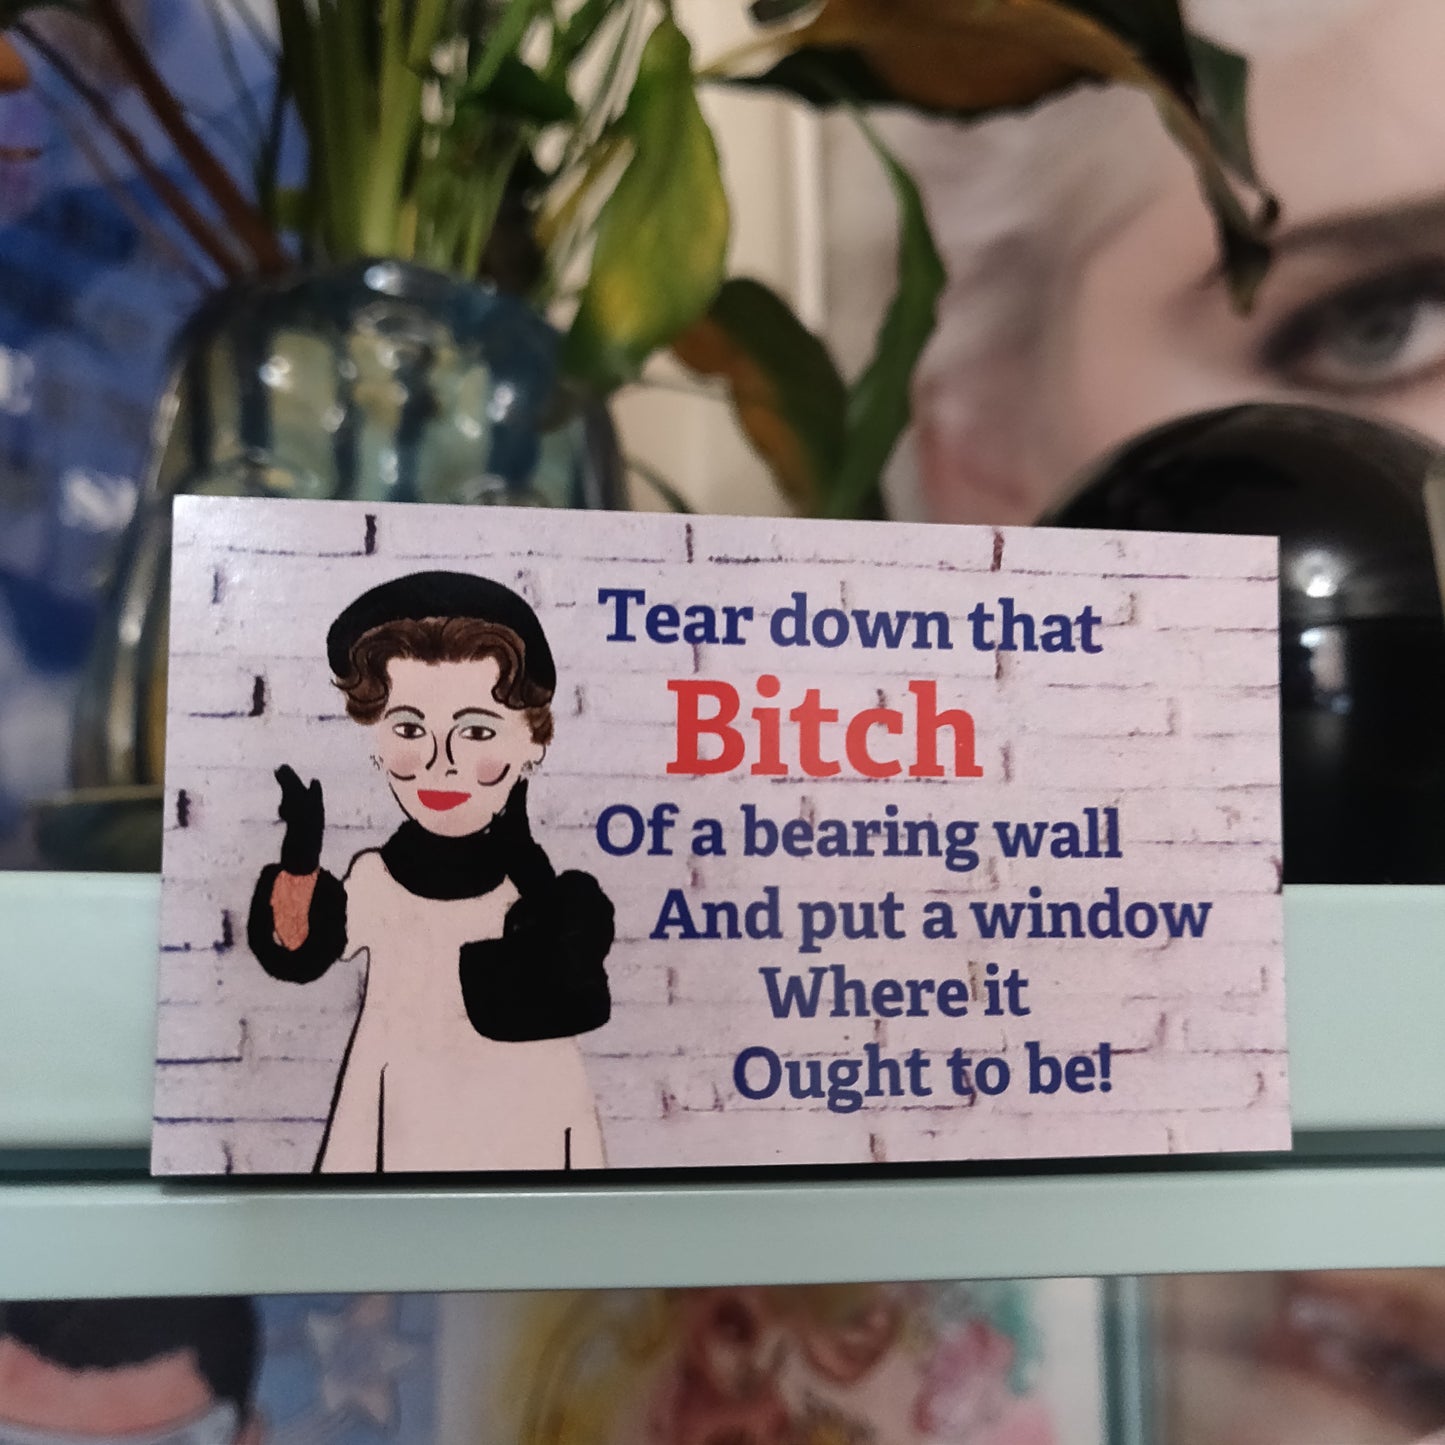 Tear down that
Bitch
Of a bearing wall
And put a window
Where it
Ought to be!